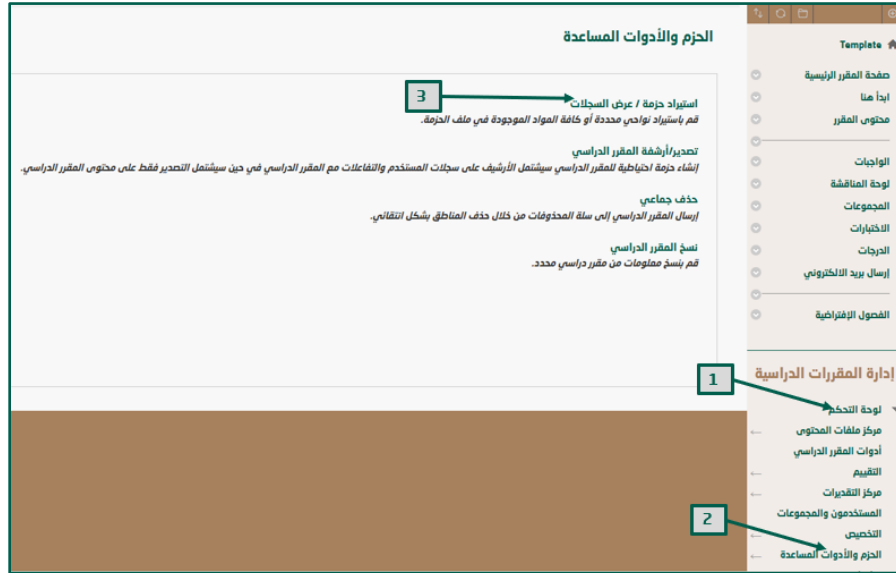 Template
صفحة المقرر الرئيسية
ابدأ هنا
محتوى المقرر
الواجبات
لوحة المناقشة
المجموعات
الاختبارات
الدرجات
إرسال بريد الالكتروني
الفصول الإفتراضية
إدارة المقررات الدراسية
1
لوحة التحكم
مركز ملفات المحتوى
أدوات المقرر الدراسي
التقييم
مركز التقديرات
المستخدمون والمجموعات
التخصيص
2
الحزم والأدوات المساعدة
الحزم والأدوات المساعدة
3
استيراد حزمة / عرض السجلات
قم باستيراد نواحي محددة أو كافة المواد الموجودة في ملف الحزمة.
تصدير/أرشفة المقرر الدراسي
إنشاء حزمة احتياطية للمقرر الدراسي سيشتمل الأرشيف على سجلات المستخدم والتفاعلات مع المقرر الدراسي في حين سيشتمل التصدير فقط على محتوى المقرر الدراسي.
حذف جماعي
إرسال المقرر الدراسي إلى سلة المحذوفات من خلال حذف المناطق بشكل انتقائي.
نسخ المقرر الدراسي
قم بنسخ معلومات من مقرر دراسي محدد.